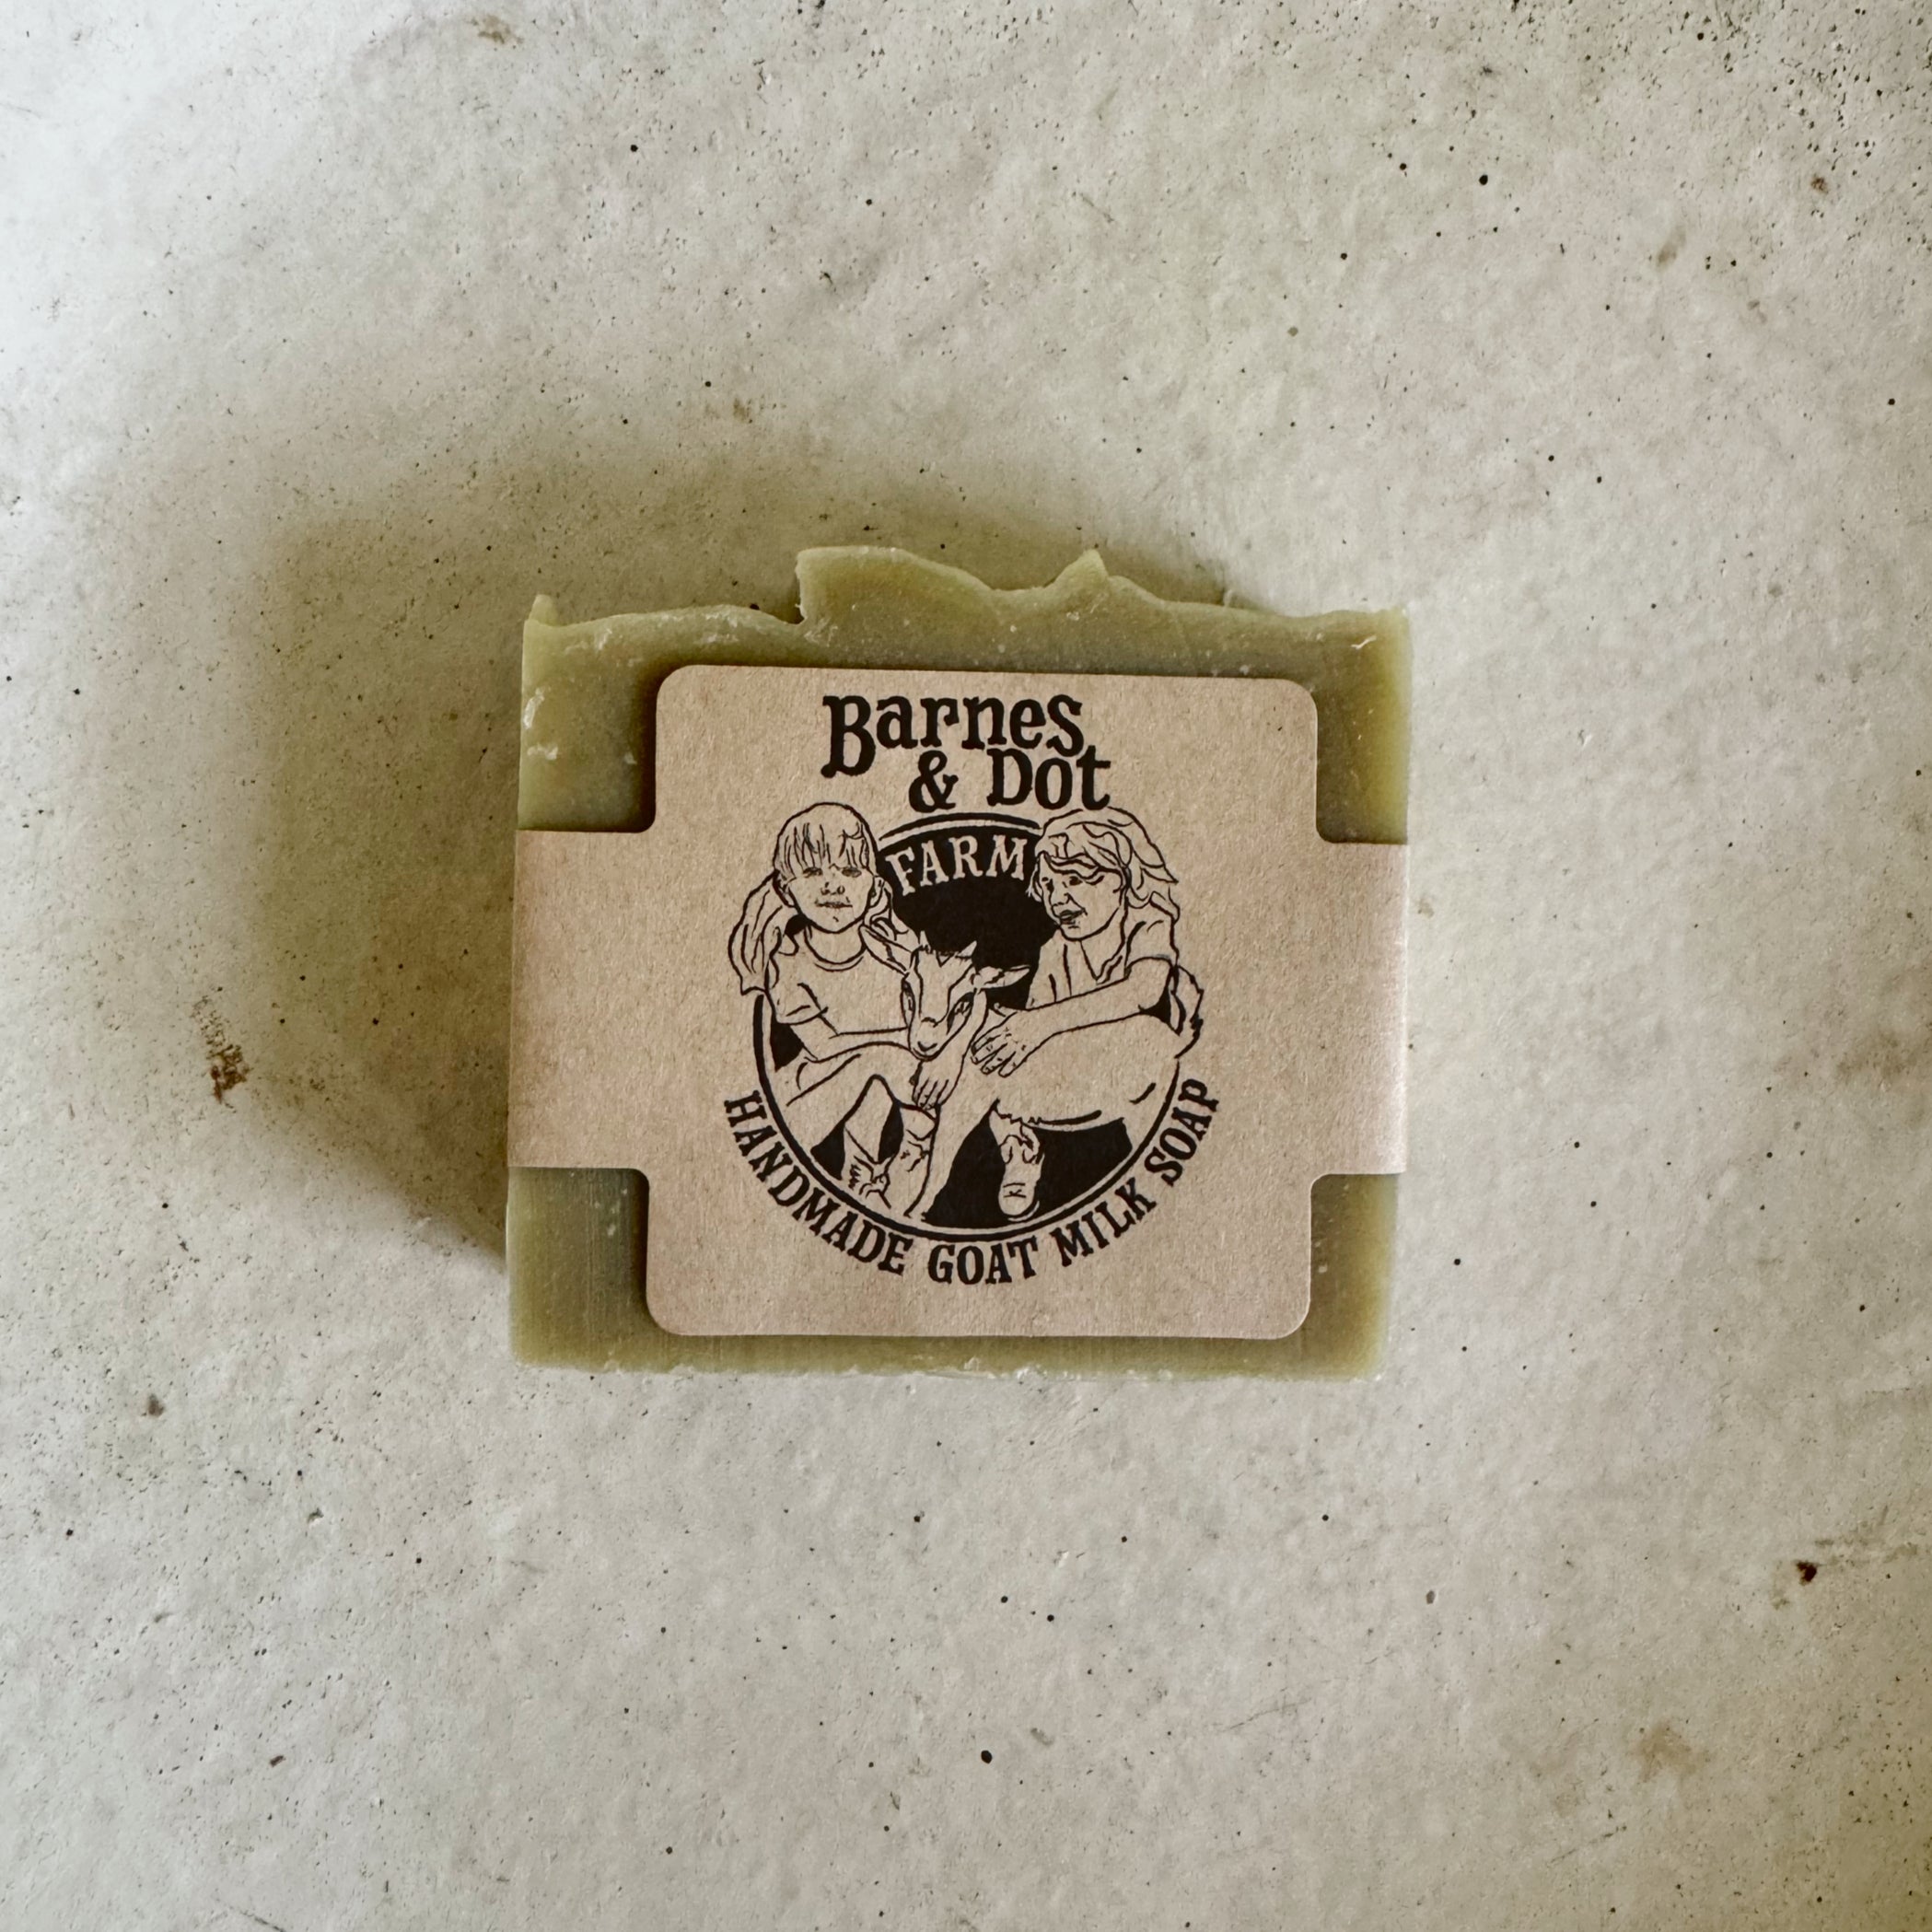 Barnes
& Dot
FARM
HANDMADE GOAT MILK SOAP